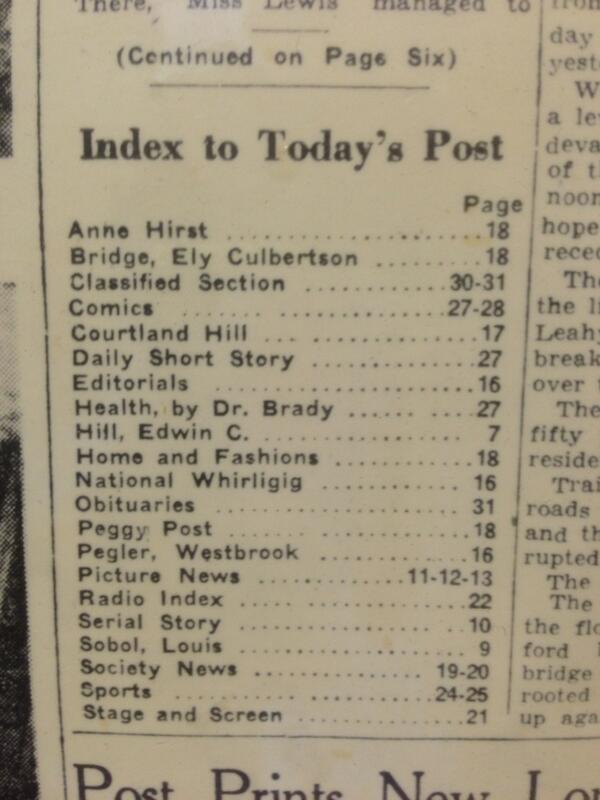 There, Miss Lewis managed to
(Continued on Page Six)
Index to Today's Post
Page
Anne Hirst 18
Bridge, Ely Culbertson 18
Classified Section 30-31
Comics 27-28
Courtland Hill 17
Daily Short Story 27
Editorials 16
Health, by Dr. Brady 27
Hill, Edwin C. 7
Home and Fashions 18
National Whirligig 16
Obituaries 31
Peggy Post 18
Pegler, Westbrook 16
Picture News 11-12-13
Radio Index 22
Serial Story 10
Sobol, Louis 9
Society News 19-20
Sports 24-25
Stage and Screen 21
Post Prints New
day
yest
W
a le
deva
of t
noon
hope
rece
The
the l
Leahy
break
over
The
fifty
reside
Trai
roads
and th
rupted
The
The
the flo
ford
bridge
rooted
up aga